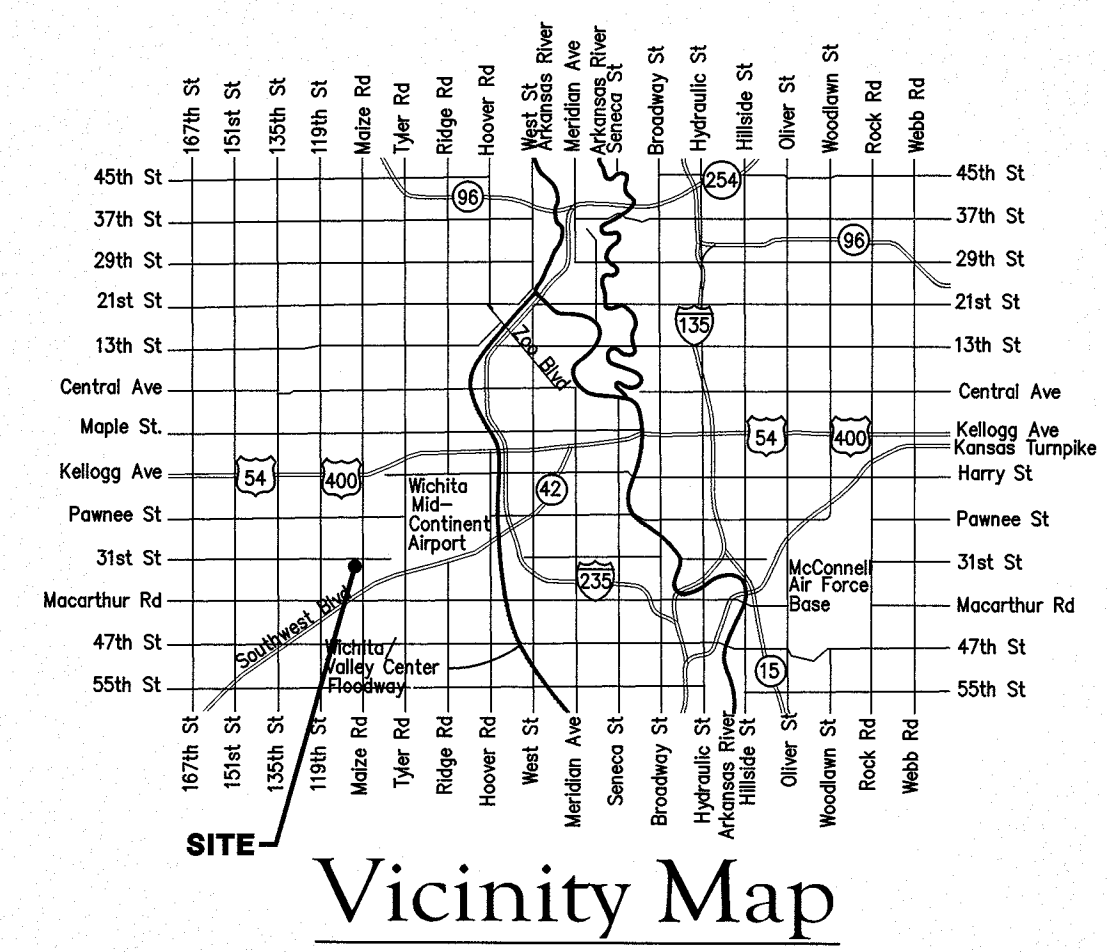 167th St
151st St
135th St
119th St
Maize Rd
Tyler Rd
Ridge Rd
Hoover Rd
West St
Arkansas River
Meridian Ave
Arkansas River
Seneca St
Broadway St
Hydraulic St
Hillside St
Oliver St
Woodlawn St
Rock Rd
Webb Rd
45th St
37th St
29th St
21st St
13th St
Central Ave
Maple St.
Kellogg Ave
Pawnee St
31st St
Macarthur Rd
47th St
55th St
96
254
96
135
Zoo Blvd
54
400
54
400
42
Wichita
Mid-
Continent
Airport
235
McConnell
Air Force
Base
Southwest Blvd
Wichita/
Valley Center
Floodway
15
45th St
37th St
29th St
21st St
13th St
Central Ave
Kellogg Ave
Kansas Turnpike
Harry St
Pawnee St
31st St
Macarthur Rd
47th St
55th St
167th St
151st St
135th St
119th St
Maize Rd
Tyler Rd
Ridge Rd
Hoover Rd
West St
Meridian Ave
Seneca St
Broadway St
Hydraulic St
Arkansas River
Hillside St
Oliver St
Woodlawn St
Rock Rd
Webb Rd
SITE
Vicinity Map